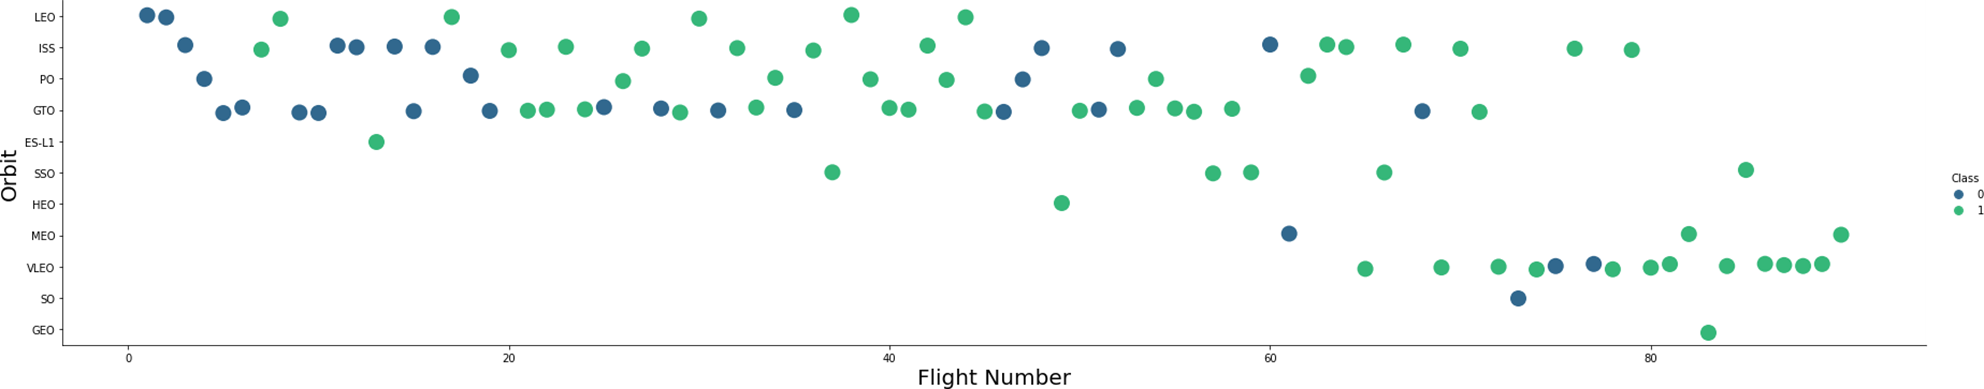 LEO
ISS
PO
GTO
ES-L1
SSO
HEO
MEO
VLEO
SO
GEO
Orbit
0 20 40 60 80
Flight Number
Class
0
1